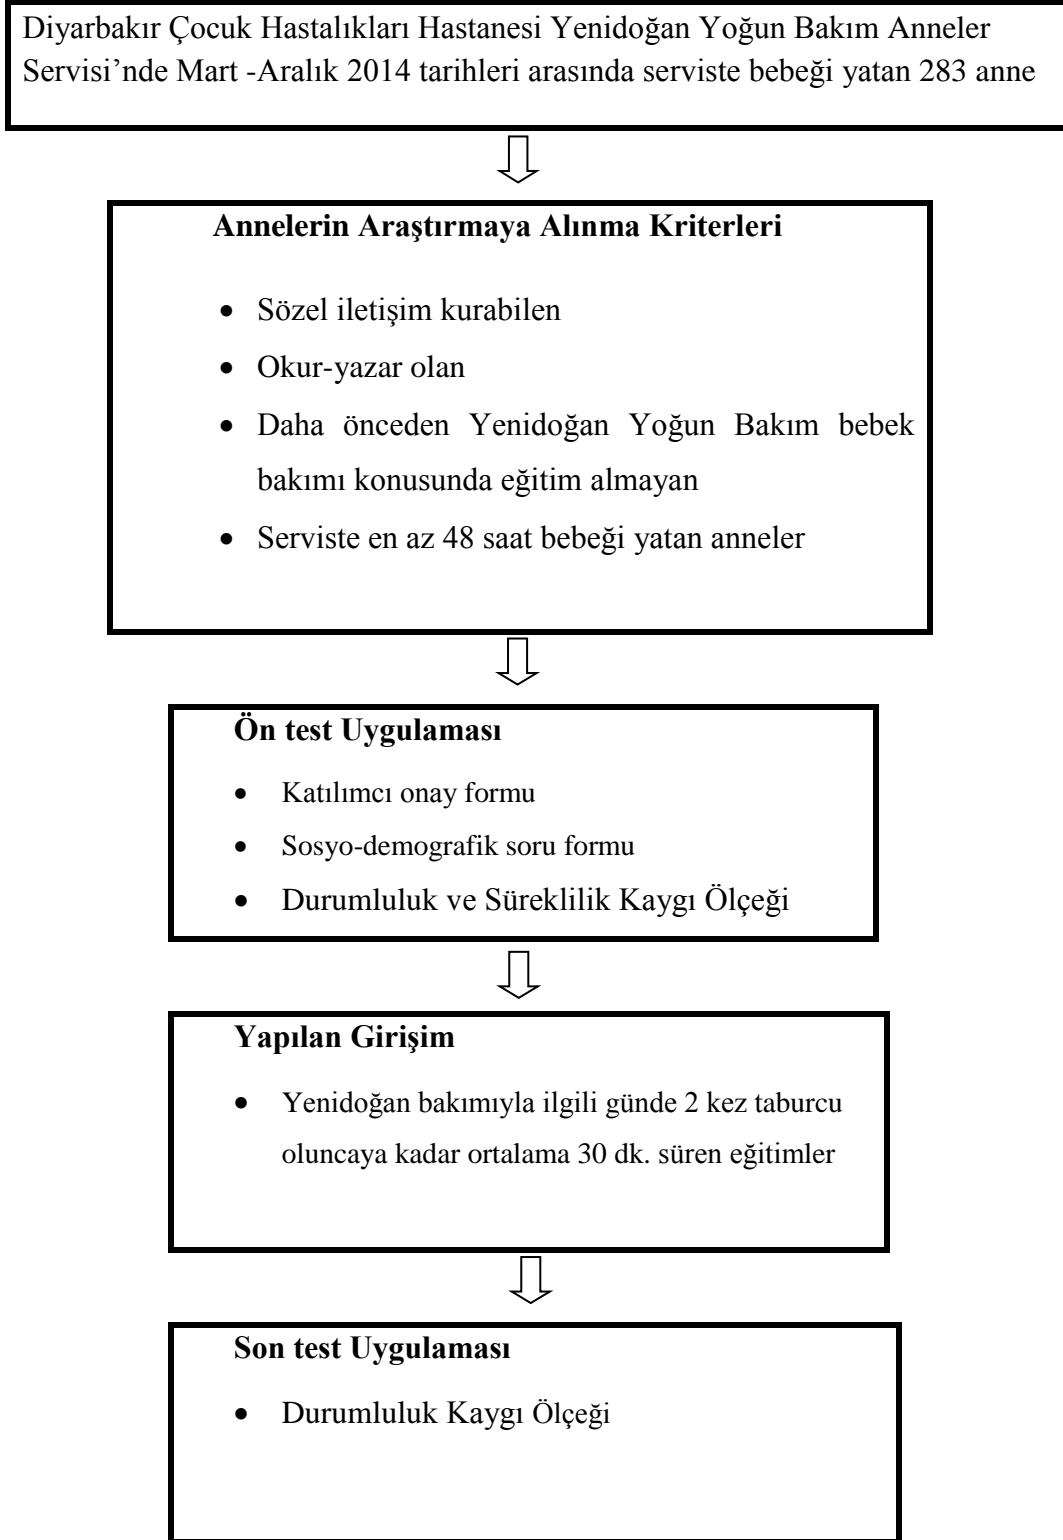 Diyarbakır Çocuk Hastalıkları Hastanesi Yenidoğan Yoğun Bakım Anneler
Servisi’nde Mart -Aralık 2014 tarihleri arasında serviste bebeği yatan 283 anne
Annelerin Araştırmaya Alınma Kriterleri
• Sözel iletişim kurabilen
• Okur-yazar olan
• Daha önceden Yenidoğan Yoğun Bakım bebek
bakımı konusunda eğitim almayan
• Serviste en az 48 saat bebeği yatan anneler
Ön test Uygulaması
• Katılımcı onay formu
• Sosyo-demografik soru formu
• Durumluluk ve Süreklilik Kaygı Ölçeği
Yapılan Girişim
• Yenidoğan bakımıyla ilgili günde 2 kez taburcu
oluncaya kadar ortalama 30 dk. süren eğitimler
Son test Uygulaması
• Durumluluk Kaygı Ölçeği